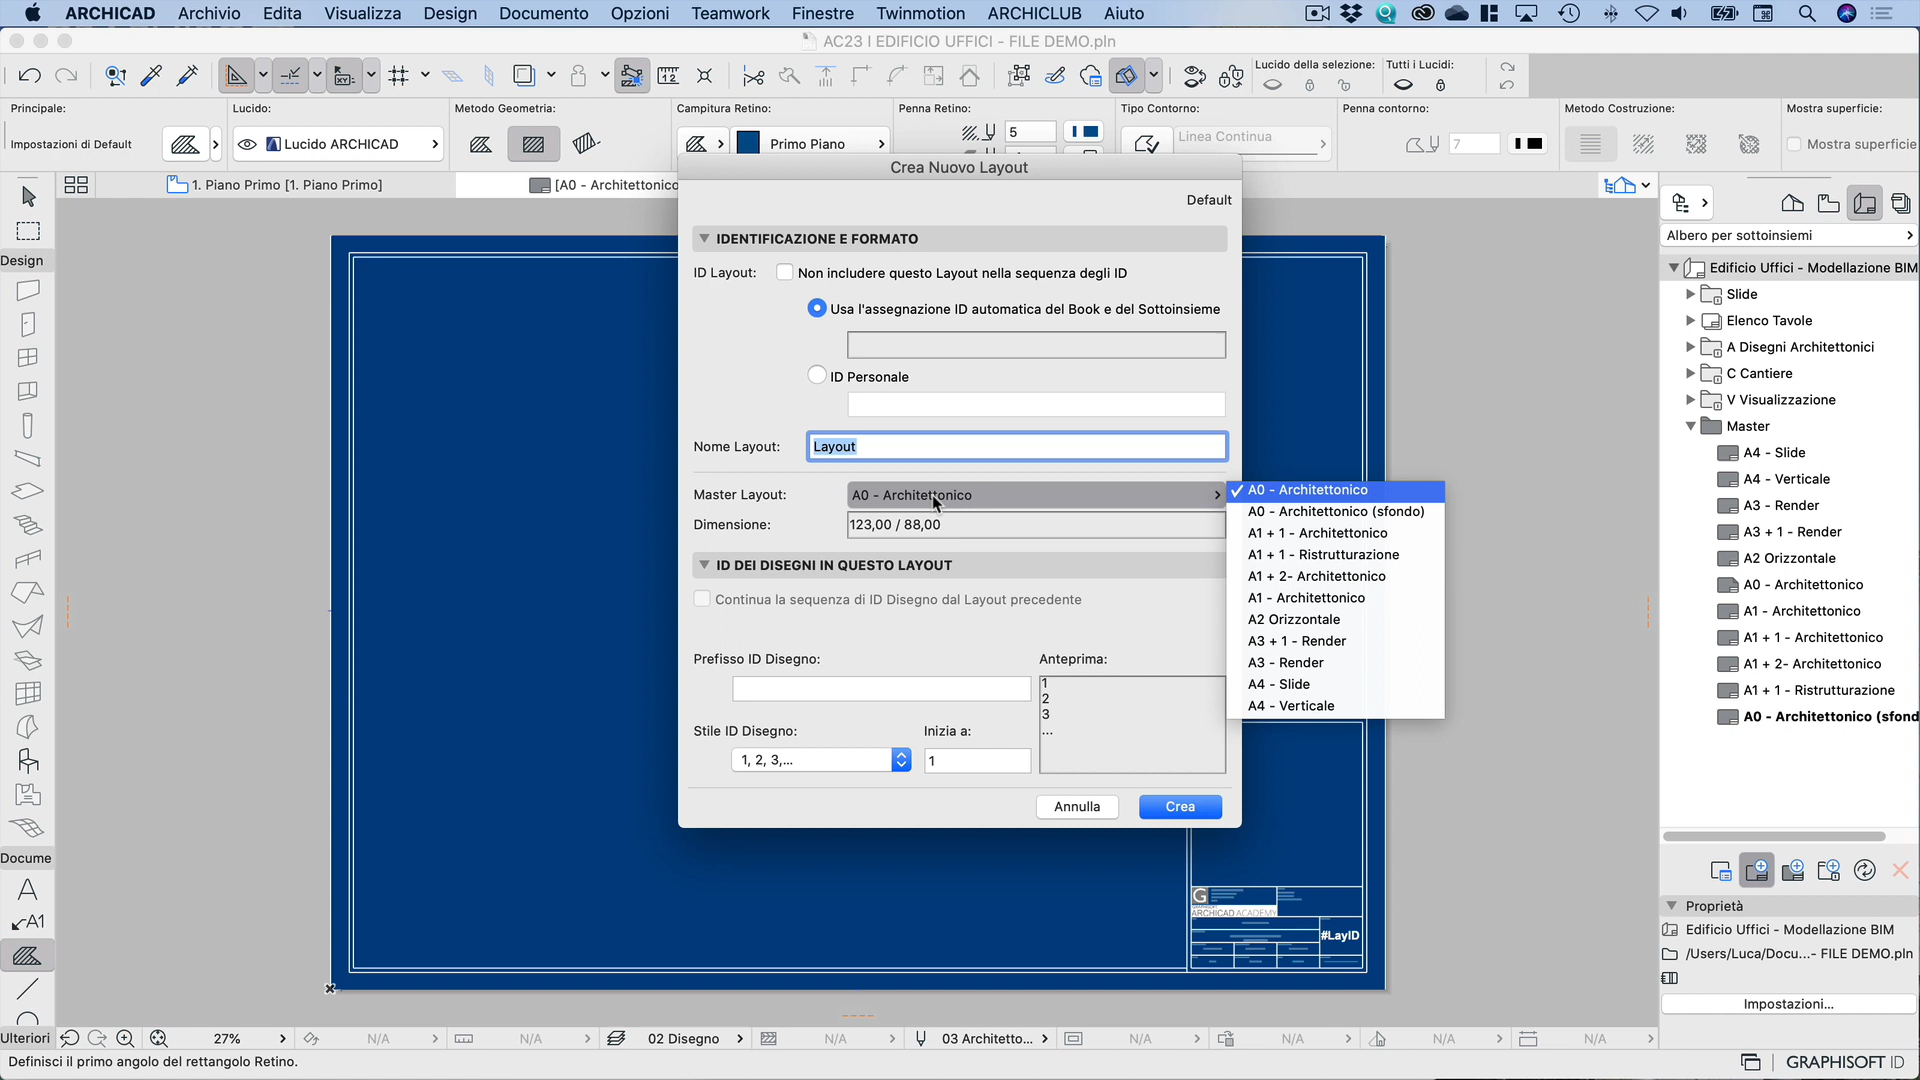 ARCHICAD Archivio Edita Visualizza Design Documento Opzioni Teamwork Finestre Twinmotion ARCHICLUB Aiuto
AC23 I EDIFICIO UFFICI - FILE DEMO.pln
Lucido della selezione:
Tutti i Lucidi:
Principale:
Lucido:
Metodo Geometria:
Campitura Retino:
Penna Retino:
Tipo Contorno:
Penna contorno:
Metodo Costruzione:
Mostra superficie:
Impostazioni di Default
Lucido ARCHICAD
Primo Piano
5
Linea Continua
7
Mostra superficie
1. Piano Primo [1. Piano Primo]
[A0 - Architettonico
Crea Nuovo Layout
Default
IDENTIFICAZIONE E FORMATO
ID Layout:
Non includere questo Layout nella sequenza degli ID
Usa l'assegnazione ID automatica del Book e del Sottoinsieme
ID Personale
Nome Layout:
Layout
Master Layout:
A0 - Architettonico
Dimensione:
123,00 / 88,00
ID DEI DISEGNI IN QUESTO LAYOUT
Continua la sequenza di ID Disegno dal Layout precedente
Prefisso ID Disegno:
Anteprima:
1
2
3
...
Stile ID Disegno:
Inizia a:
1, 2, 3,...
1
Annulla
Crea
A0 - Architettonico
A0 - Architettonico (sfondo)
A1 + 1 - Architettonico
A1 + 1 - Ristrutturazione
A1 + 2- Architettonico
A1 - Architettonico
A2 Orizzontale
A3 + 1 - Render
A3 - Render
A4 - Slide
A4 - Verticale
Design
Docume
A1
Ulteriori
G
ARCHICAD ACADEMY
#LayID
Albero per sottoinsiemi
Edificio Uffici - Modellazione BIM
Slide
Elenco Tavole
A Disegni Architettonici
C Cantiere
V Visualizzazione
Master
A4 - Slide
A4 - Verticale
A3 - Render
A3 + 1 - Render
A2 Orizzontale
A0 - Architettonico
A1 - Architettonico
A1 + 1 - Architettonico
A1 + 2- Architettonico
A1 + 1 - Ristrutturazione
A0 - Architettonico (sfond
Proprietà
Edificio Uffici - Modellazione BIM
/Users/Luca/Docu...- FILE DEMO.pln
Impostazioni...
27%
N/A
N/A
02 Disegno
N/A
03 Architetto...
N/A
N/A
N/A
N/A
Definisci il primo angolo del rettangolo Retino.
GRAPHISOFT ID